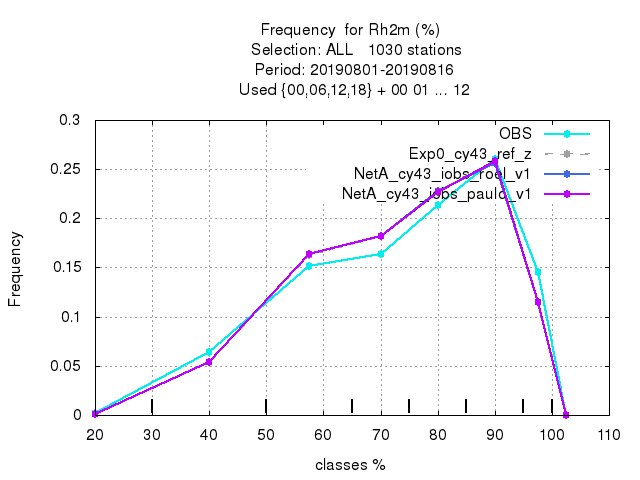 Frequency for Rh2m (%)
Selection: ALL 1030 stations
Period: 20190801-20190816
Used {00,06,12,18} + 00 01 ... 12
OBS
Exp0_cy43_ref_z
NetA_cy43_iobs_roel_v1
NetA_cy43_iobs_paulo_v1
0.3
0.25
0.2
0.15
0.1
0.05
0
Frequency
20 30 40 50 60 70 80 90 100 110
classes %